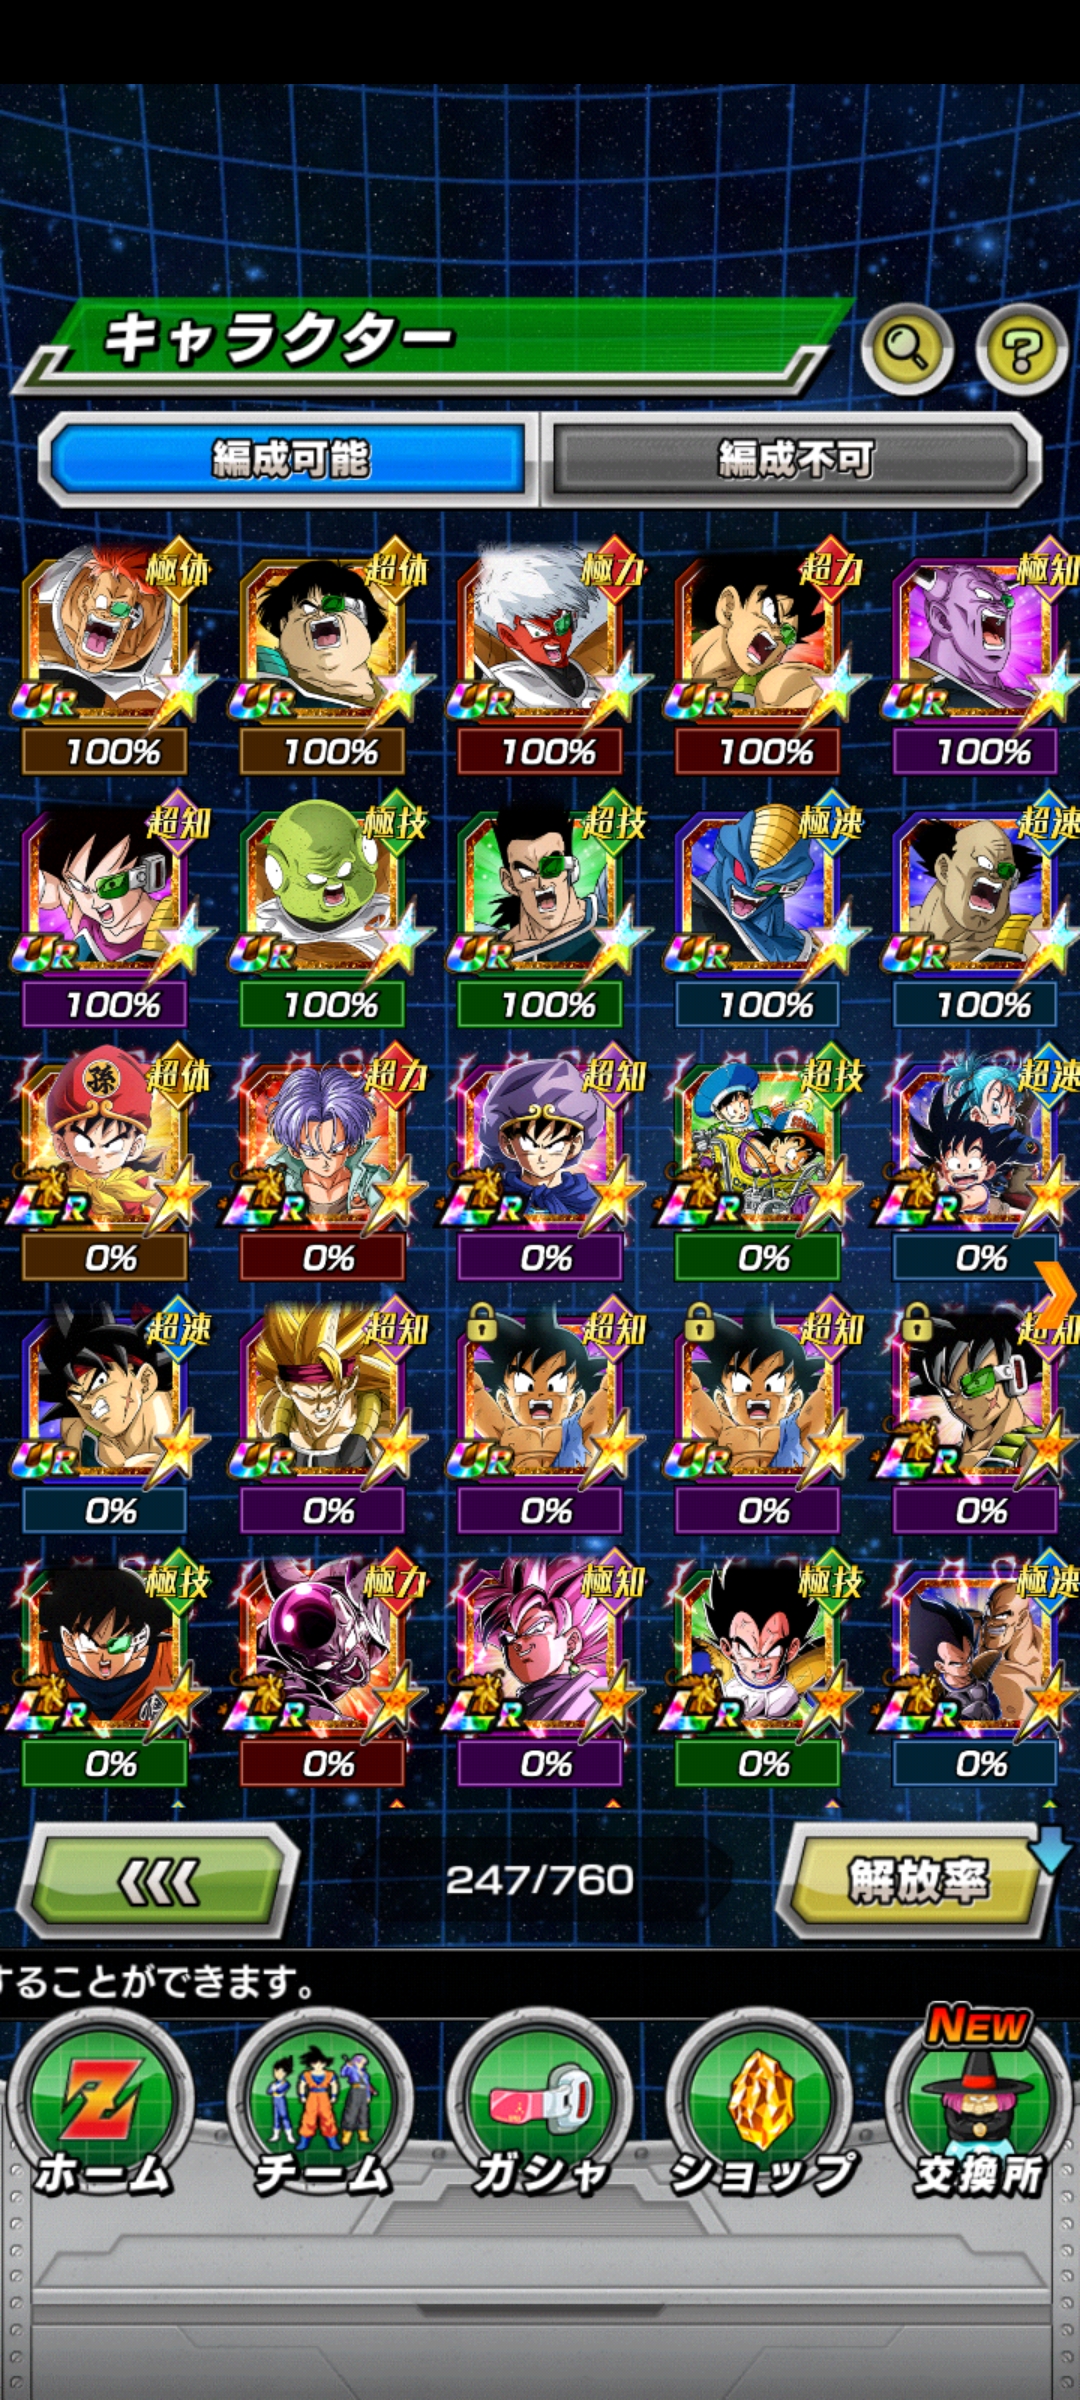 キャラクター
編成可能 編成不可
極体 超体 極力 超力 極知
UR UR UR UR UR
100% 100% 100% 100% 100%
超知 極技 超技 極速 超速
UR UR UR UR UR
100% 100% 100% 100% 100%
孫
超体 超力 超知 超技 超速
LR LR LR LR LR
0% 0% 0% 0% 0%
超速 超知 超知 超知 超知
UR UR UR UR LR
0% 0% 0% 0% 0%
極技 極力 極知 極技 極速
LR LR LR LR LR
0% 0% 0% 0% 0%
247/760 解放率
することができます。
NEW
Z
ホーム チーム ガシャ ショップ 交換所